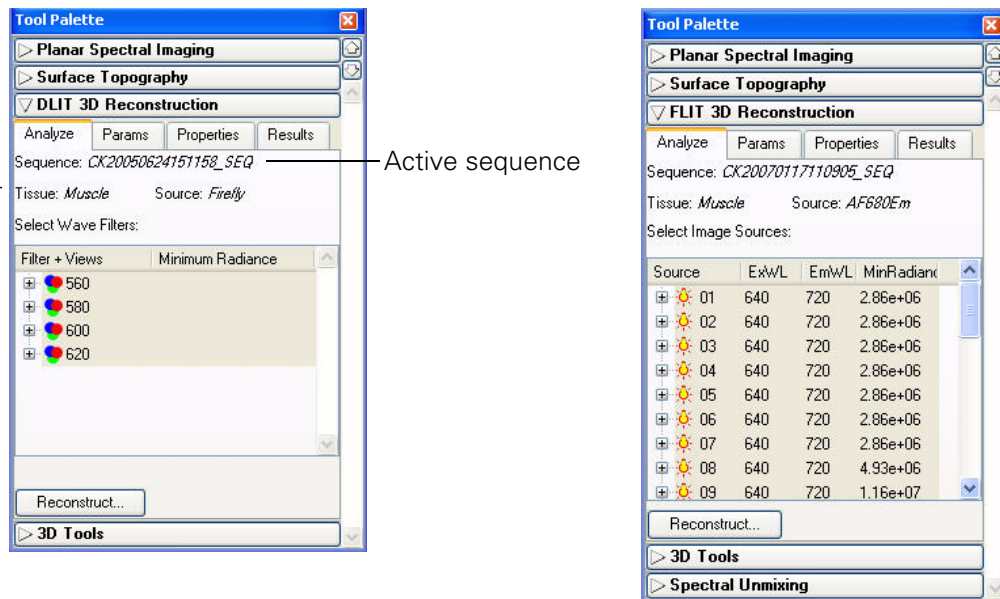 Tool Palette
Planar Spectral Imaging
Surface Topography
DLIT 3D Reconstruction
Analyze Params Properties Results
Sequence: CK20050624151158_SEQ
Active sequence
Tissue: Muscle Source: Firefly
Select Wave Filters:
Filter + Views Minimum Radiance
560
580
600
620
Reconstruct...
3D Tools
Tool Palette
Planar Spectral Imaging
Surface Topography
FLIT 3D Reconstruction
Analyze Params Properties Results
Sequence: CK20070117110905_SEQ
Tissue: Muscle Source: AF680Em
Select Image Sources:
Source ExWL EmWL MinRadianc
01 640 720 2.86e+06
02 640 720 2.86e+06
03 640 720 2.86e+06
04 640 720 2.86e+06
05 640 720 2.86e+06
06 640 720 2.86e+06
07 640 720 2.86e+06
08 640 720 4.93e+06
09 640 720 1.16e+07
Reconstruct...
3D Tools
Spectral Unmixing